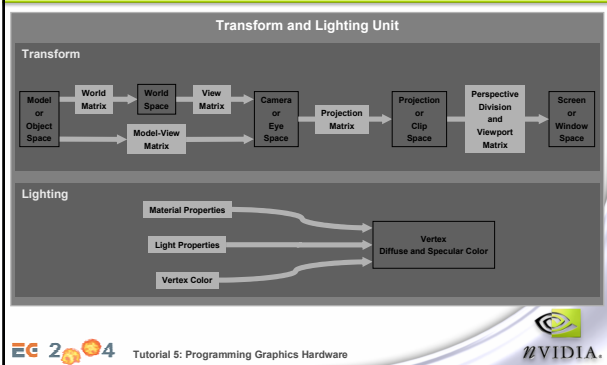 Transform and Lighting Unit
Transform
Model
or
Object
Space
World
Matrix
World
Space
View
Matrix
Model-View
Matrix
Camera
or
Eye
Space
Projection
Matrix
Projection
or
Clip
Space
Perspective
Division
and
Viewport
Matrix
Screen
or
Window
Space
Lighting
Material Properties
Light Properties
Vertex Color
Vertex
Diffuse and Specular Color
EG 2004
Tutorial 5: Programming Graphics Hardware
nVIDIA.